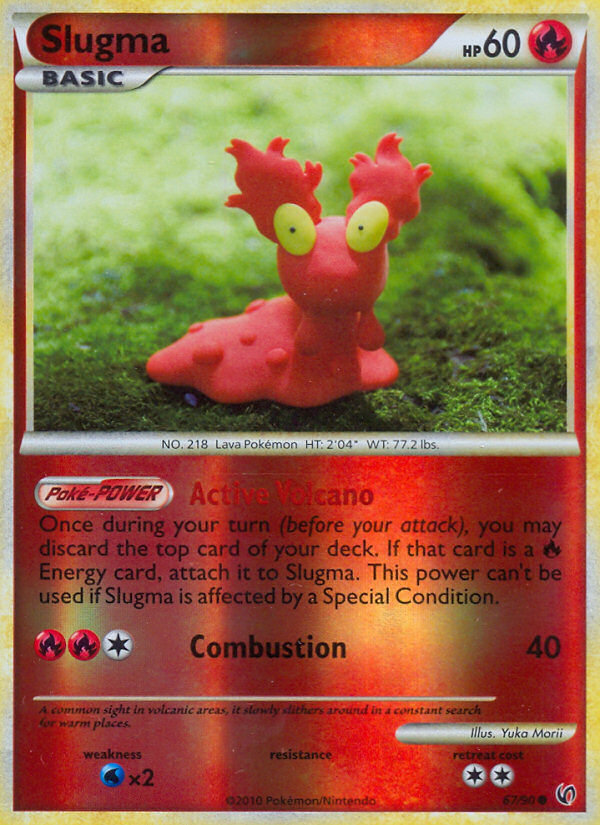 Slugma
HP 60
BASIC
NO. 218 Lava Pokémon HT: 2'04" WT: 77.2 lbs.
Poké-POWER Active Volcano
Once during your turn (before your attack), you may
discard the top card of your deck. If that card is a
Energy card, attach it to Slugma. This power can't be
used if Slugma is affected by a Special Condition.
Combustion 40
A common sight in volcanic areas, it slowly slithers around in a constant search
for warm places.
Illus. Yuka Morii
weakness resistance retreat cost
×2
©2010 Pokémon/Nintendo 67/90